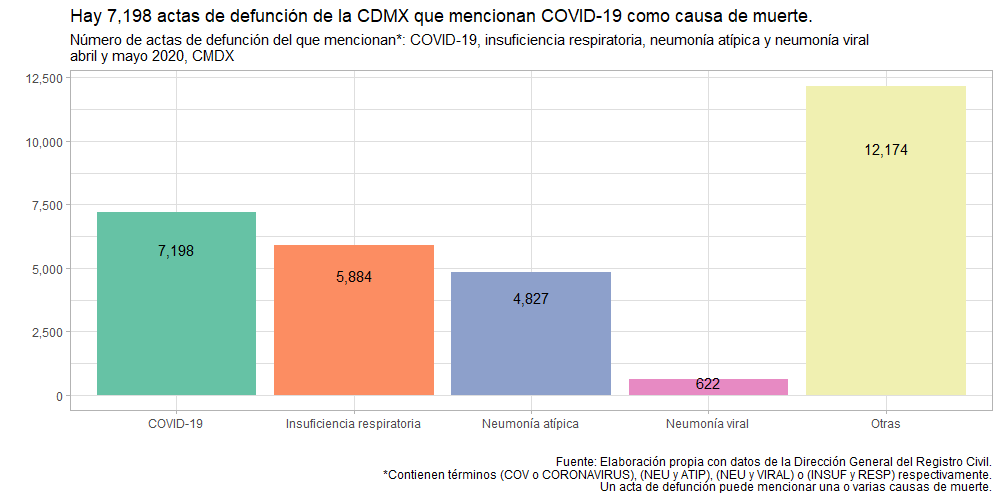 Hay 7,198 actas de defunción de la CDMX que mencionan COVID-19 como causa de muerte.
Número de actas de defunción del que mencionan*: COVID-19, insuficiencia respiratoria, neumonía atípica y neumonía viral
abril y mayo 2020, CMDX
12,500
10,000
7,500
5,000
2,500
0
7,198
5,884
4,827
622
12,174
COVID-19
Insuficiencia respiratoria
Neumonía atípica
Neumonía viral
Otras
Fuente: Elaboración propia con datos de la Dirección General del Registro Civil.
*Contienen términos (COV o CORONAVIRUS), (NEU y ATIP), (NEU y VIRAL) o (INSUF y RESP) respectivamente.
Un acta de defunción puede mencionar una o varias causas de muerte.